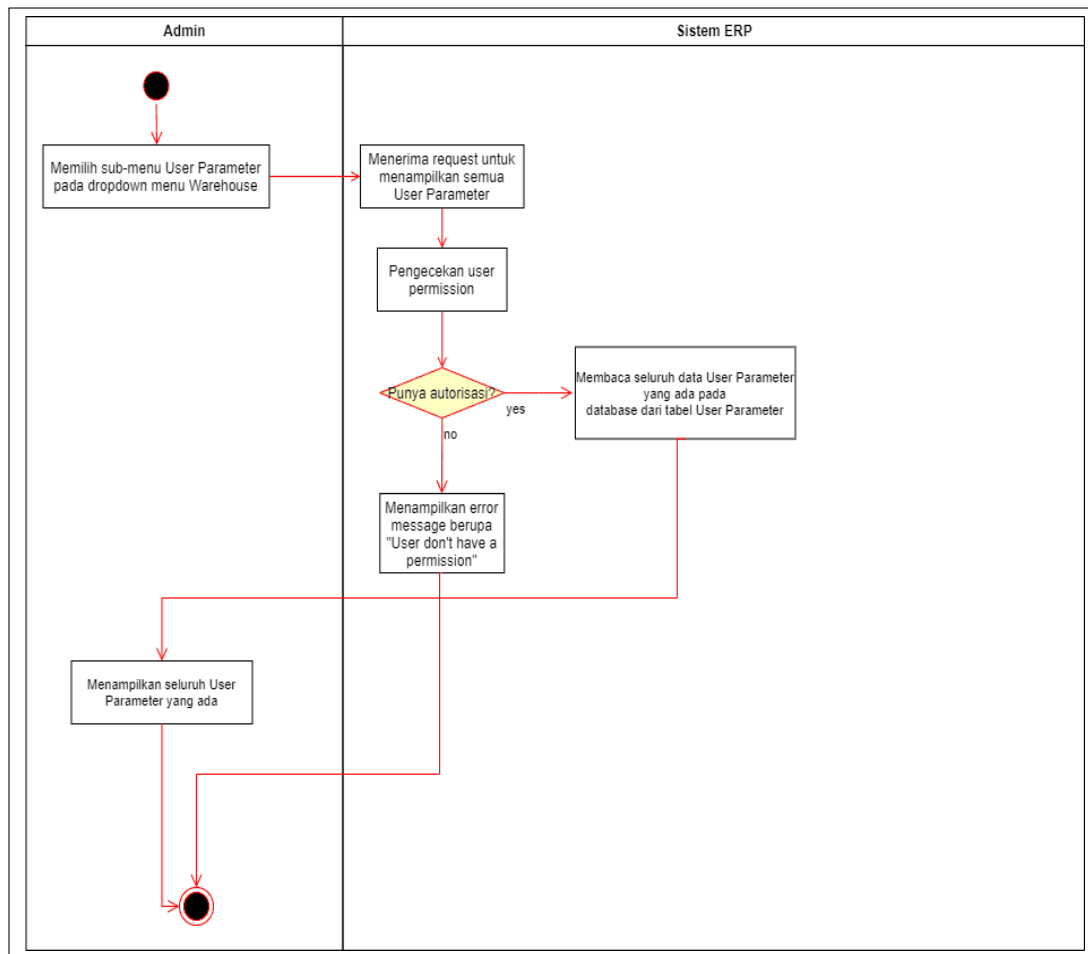 Admin
Sistem ERP
Memilih sub-menu User Parameter
pada dropdown menu Warehouse
Menerima request untuk
menampilkan semua
User Parameter
Pengecekan user
permission
Punya autorisasi?
yes
no
Membaca seluruh data User Parameter
yang ada pada
database dari tabel User Parameter
Menampilkan error
message berupa
"User don't have a
permission"
Menampilkan seluruh User
Parameter yang ada